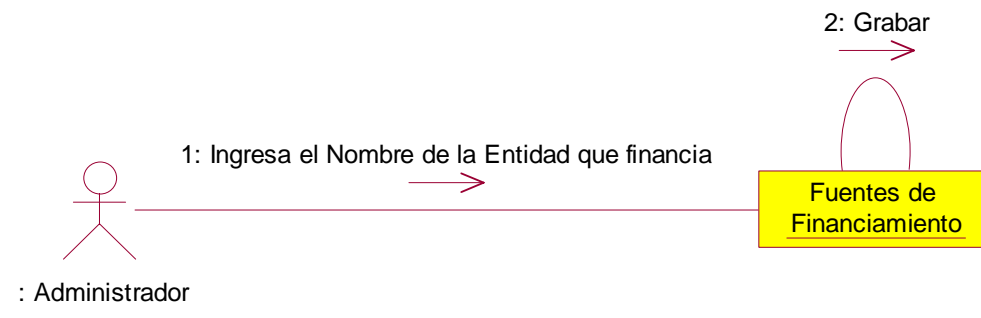 2: Grabar
1: Ingresa el Nombre de la Entidad que financia
Fuentes de
Financiamiento
: Administrador